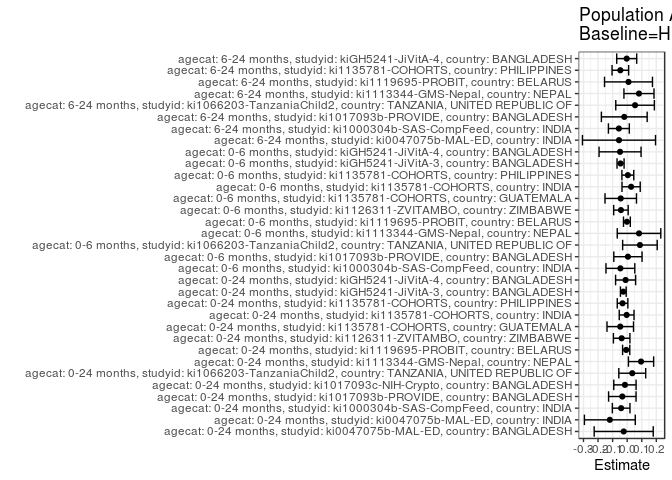 Population A
Baseline=H
agecat: 6-24 months, studyid: kiGH5241-JiVitA-4, country: BANGLADESH
agecat: 6-24 months, studyid: ki1135781-COHORTS, country: PHILIPPINES
agecat: 6-24 months, studyid: ki1119695-PROBIT, country: BELARUS
agecat: 6-24 months, studyid: ki1113344-GMS-Nepal, country: NEPAL
agecat: 6-24 months, studyid: ki1066203-TanzaniaChild2, country: TANZANIA, UNITED REPUBLIC OF
agecat: 6-24 months, studyid: ki1017093b-PROVIDE, country: BANGLADESH
agecat: 6-24 months, studyid: ki1000304b-SAS-CompFeed, country: INDIA
agecat: 6-24 months, studyid: ki0047075b-MAL-ED, country: INDIA
agecat: 0-6 months, studyid: kiGH5241-JiVitA-4, country: BANGLADESH
agecat: 0-6 months, studyid: kiGH5241-JiVitA-3, country: BANGLADESH
agecat: 0-6 months, studyid: ki1135781-COHORTS, country: PHILIPPINES
agecat: 0-6 months, studyid: ki1135781-COHORTS, country: INDIA
agecat: 0-6 months, studyid: ki1135781-COHORTS, country: GUATEMALA
agecat: 0-6 months, studyid: ki1126311-ZVITAMBO, country: ZIMBABWE
agecat: 0-6 months, studyid: ki1119695-PROBIT, country: BELARUS
agecat: 0-6 months, studyid: ki1113344-GMS-Nepal, country: NEPAL
agecat: 0-6 months, studyid: ki1066203-TanzaniaChild2, country: TANZANIA, UNITED REPUBLIC OF
agecat: 0-6 months, studyid: ki1017093b-PROVIDE, country: BANGLADESH
agecat: 0-6 months, studyid: ki1000304b-SAS-CompFeed, country: INDIA
agecat: 0-24 months, studyid: kiGH5241-JiVitA-4, country: BANGLADESH
agecat: 0-24 months, studyid: kiGH5241-JiVitA-3, country: BANGLADESH
agecat: 0-24 months, studyid: ki1135781-COHORTS, country: PHILIPPINES
agecat: 0-24 months, studyid: ki1135781-COHORTS, country: INDIA
agecat: 0-24 months, studyid: ki1135781-COHORTS, country: GUATEMALA
agecat: 0-24 months, studyid: ki1126311-ZVITAMBO, country: ZIMBABWE
agecat: 0-24 months, studyid: ki1119695-PROBIT, country: BELARUS
agecat: 0-24 months, studyid: ki1113344-GMS-Nepal, country: NEPAL
agecat: 0-24 months, studyid: ki1066203-TanzaniaChild2, country: TANZANIA, UNITED REPUBLIC OF
agecat: 0-24 months, studyid: ki1017093c-NIH-Crypto, country: BANGLADESH
agecat: 0-24 months, studyid: ki1017093b-PROVIDE, country: BANGLADESH
agecat: 0-24 months, studyid: ki1000304b-SAS-CompFeed, country: INDIA
agecat: 0-24 months, studyid: ki0047075b-MAL-ED, country: INDIA
agecat: 0-24 months, studyid: ki0047075b-MAL-ED, country: BANGLADESH
-0.3-0.2-0.1 0.0 0.1 0.2
Estimate